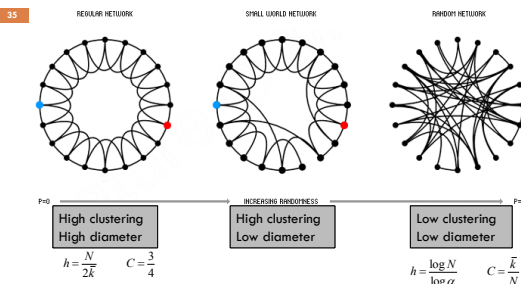 35
REGULAR NETWORK
SMALL WORLD NETWORK
RANDOM NETWORK
P=0
INCREASING RANDOMNESS
P=
High clustering
High diameter
High clustering
Low diameter
Low clustering
Low diameter
h = N / 2k̄
C = 3 / 4
h = log N / log α
C = k̄ / N